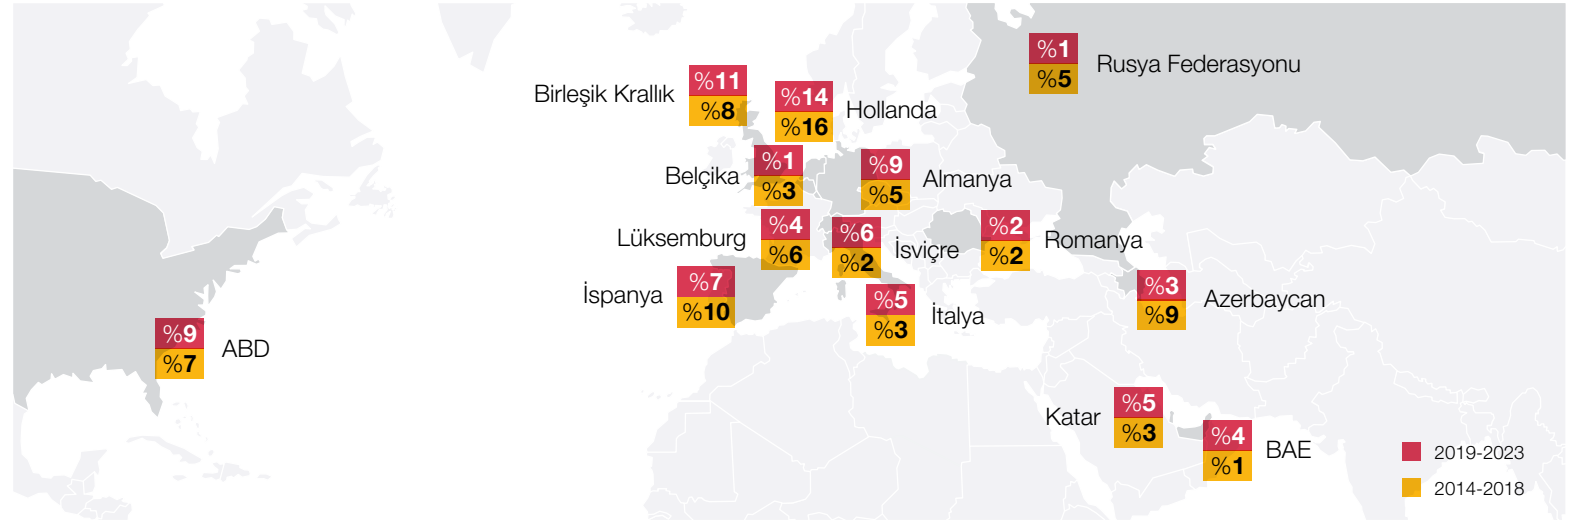 %1
%5
Rusya Federasyonu
Birleşik Krallık
%11
%8
%14
%16
Hollanda
Belçika
%1
%3
%9
%5
Almanya
Lüksemburg
%4
%6
%6
%2
İsviçre
%2
%2
Romanya
İspanya
%7
%10
%5
%3
İtalya
%3
%9
Azerbaycan
%9
%7
ABD
Katar
%5
%3
%4
%1
BAE
2019-2023
2014-2018